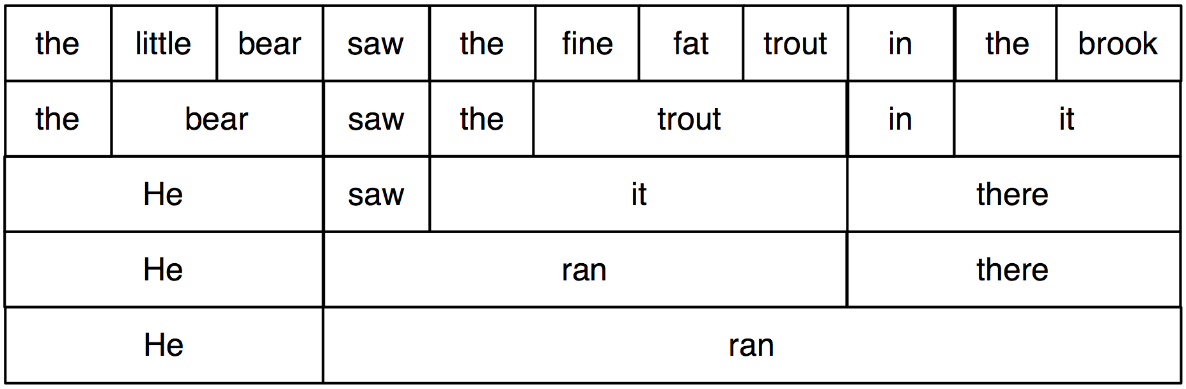 the little bear saw the fine fat trout in the brook
the bear saw the trout in it
He saw it there
He ran there
He ran